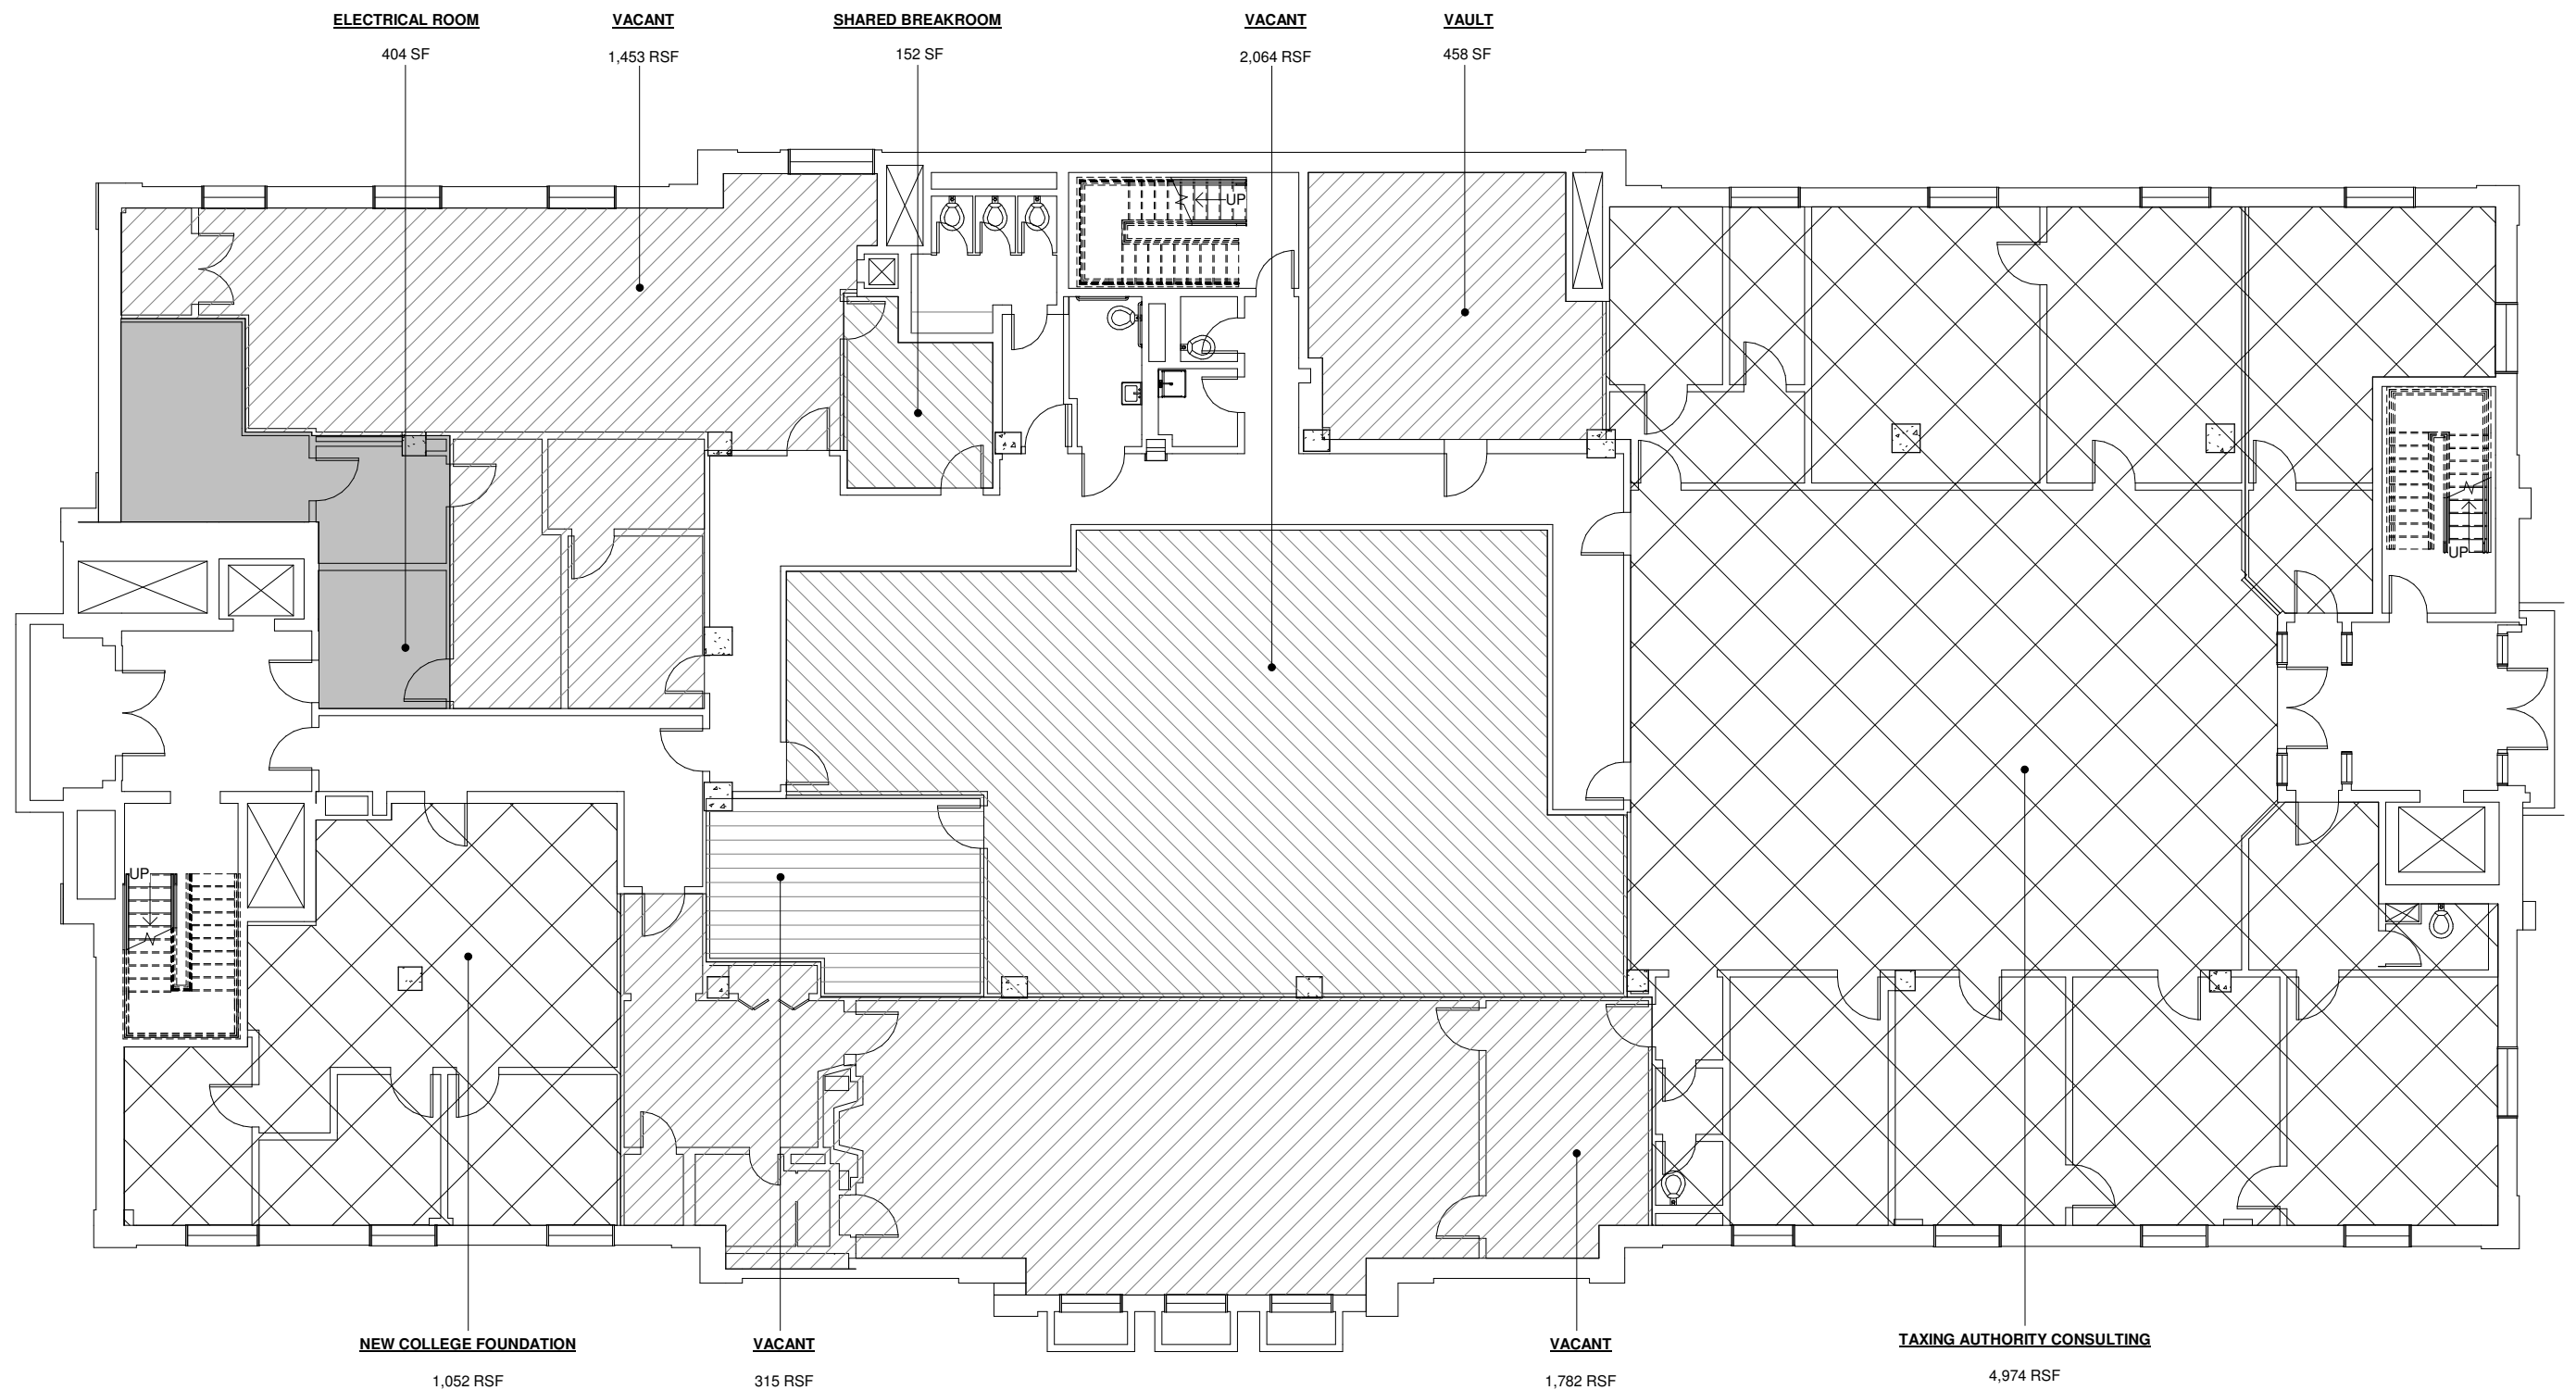 ELECTRICAL ROOM
404 SF
VACANT
1,453 RSF
SHARED BREAKROOM
152 SF
VACANT
2,064 RSF
VAULT
458 SF
UP
UP
UP
NEW COLLEGE FOUNDATION
1,052 RSF
VACANT
315 RSF
VACANT
1,782 RSF
TAXING AUTHORITY CONSULTING
4,974 RSF